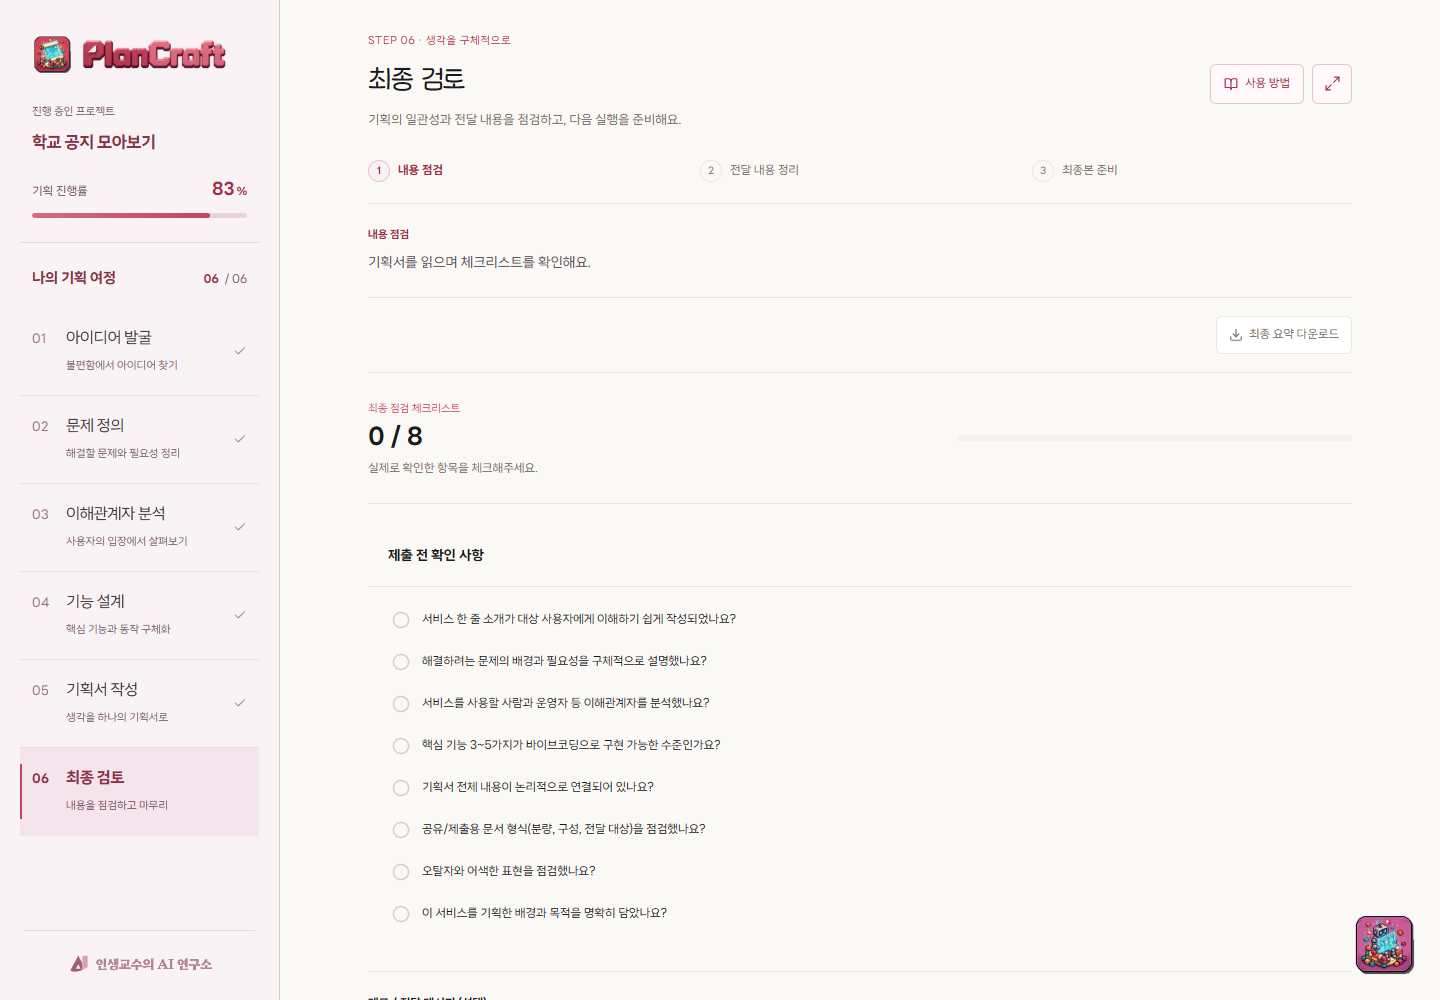 PlanCraft
진행 중인 프로젝트
학교 공지 모아보기
기획 진행률
83 %
나의 기획 여정
06 / 06
01 아이디어 발굴
불편함에서 아이디어 찾기
02 문제 정의
해결할 문제와 필요성 정리
03 이해관계자 분석
사용자의 입장에서 살펴보기
04 기능 설계
핵심 기능과 동작 구체화
05 기획서 작성
생각을 하나의 기획서로
06 최종 검토
내용을 점검하고 마무리
인생교수의 AI 연구소
STEP 06 · 생각을 구체적으로
최종 검토
사용 방법
기획의 일관성과 전달 내용을 점검하고, 다음 실행을 준비해요.
1 내용 점검
2 전달 내용 정리
3 최종본 준비
내용 점검
기획서를 읽으며 체크리스트를 확인해요.
최종 요약 다운로드
최종 점검 체크리스트
0 / 8
실제로 확인한 항목을 체크해주세요.
제출 전 확인 사항
서비스 한 줄 소개가 대상 사용자에게 이해하기 쉽게 작성되었나요?
해결하려는 문제의 배경과 필요성을 구체적으로 설명했나요?
서비스를 사용할 사람과 운영자 등 이해관계자를 분석했나요?
핵심 기능 3~5가지가 바이브코딩으로 구현 가능한 수준인가요?
기획서 전체 내용이 논리적으로 연결되어 있나요?
공유/제출용 문서 형식(분량, 구성, 전달 대상)을 점검했나요?
오탈자와 어색한 표현을 점검했나요?
이 서비스를 기획한 배경과 목적을 명확히 담았나요?